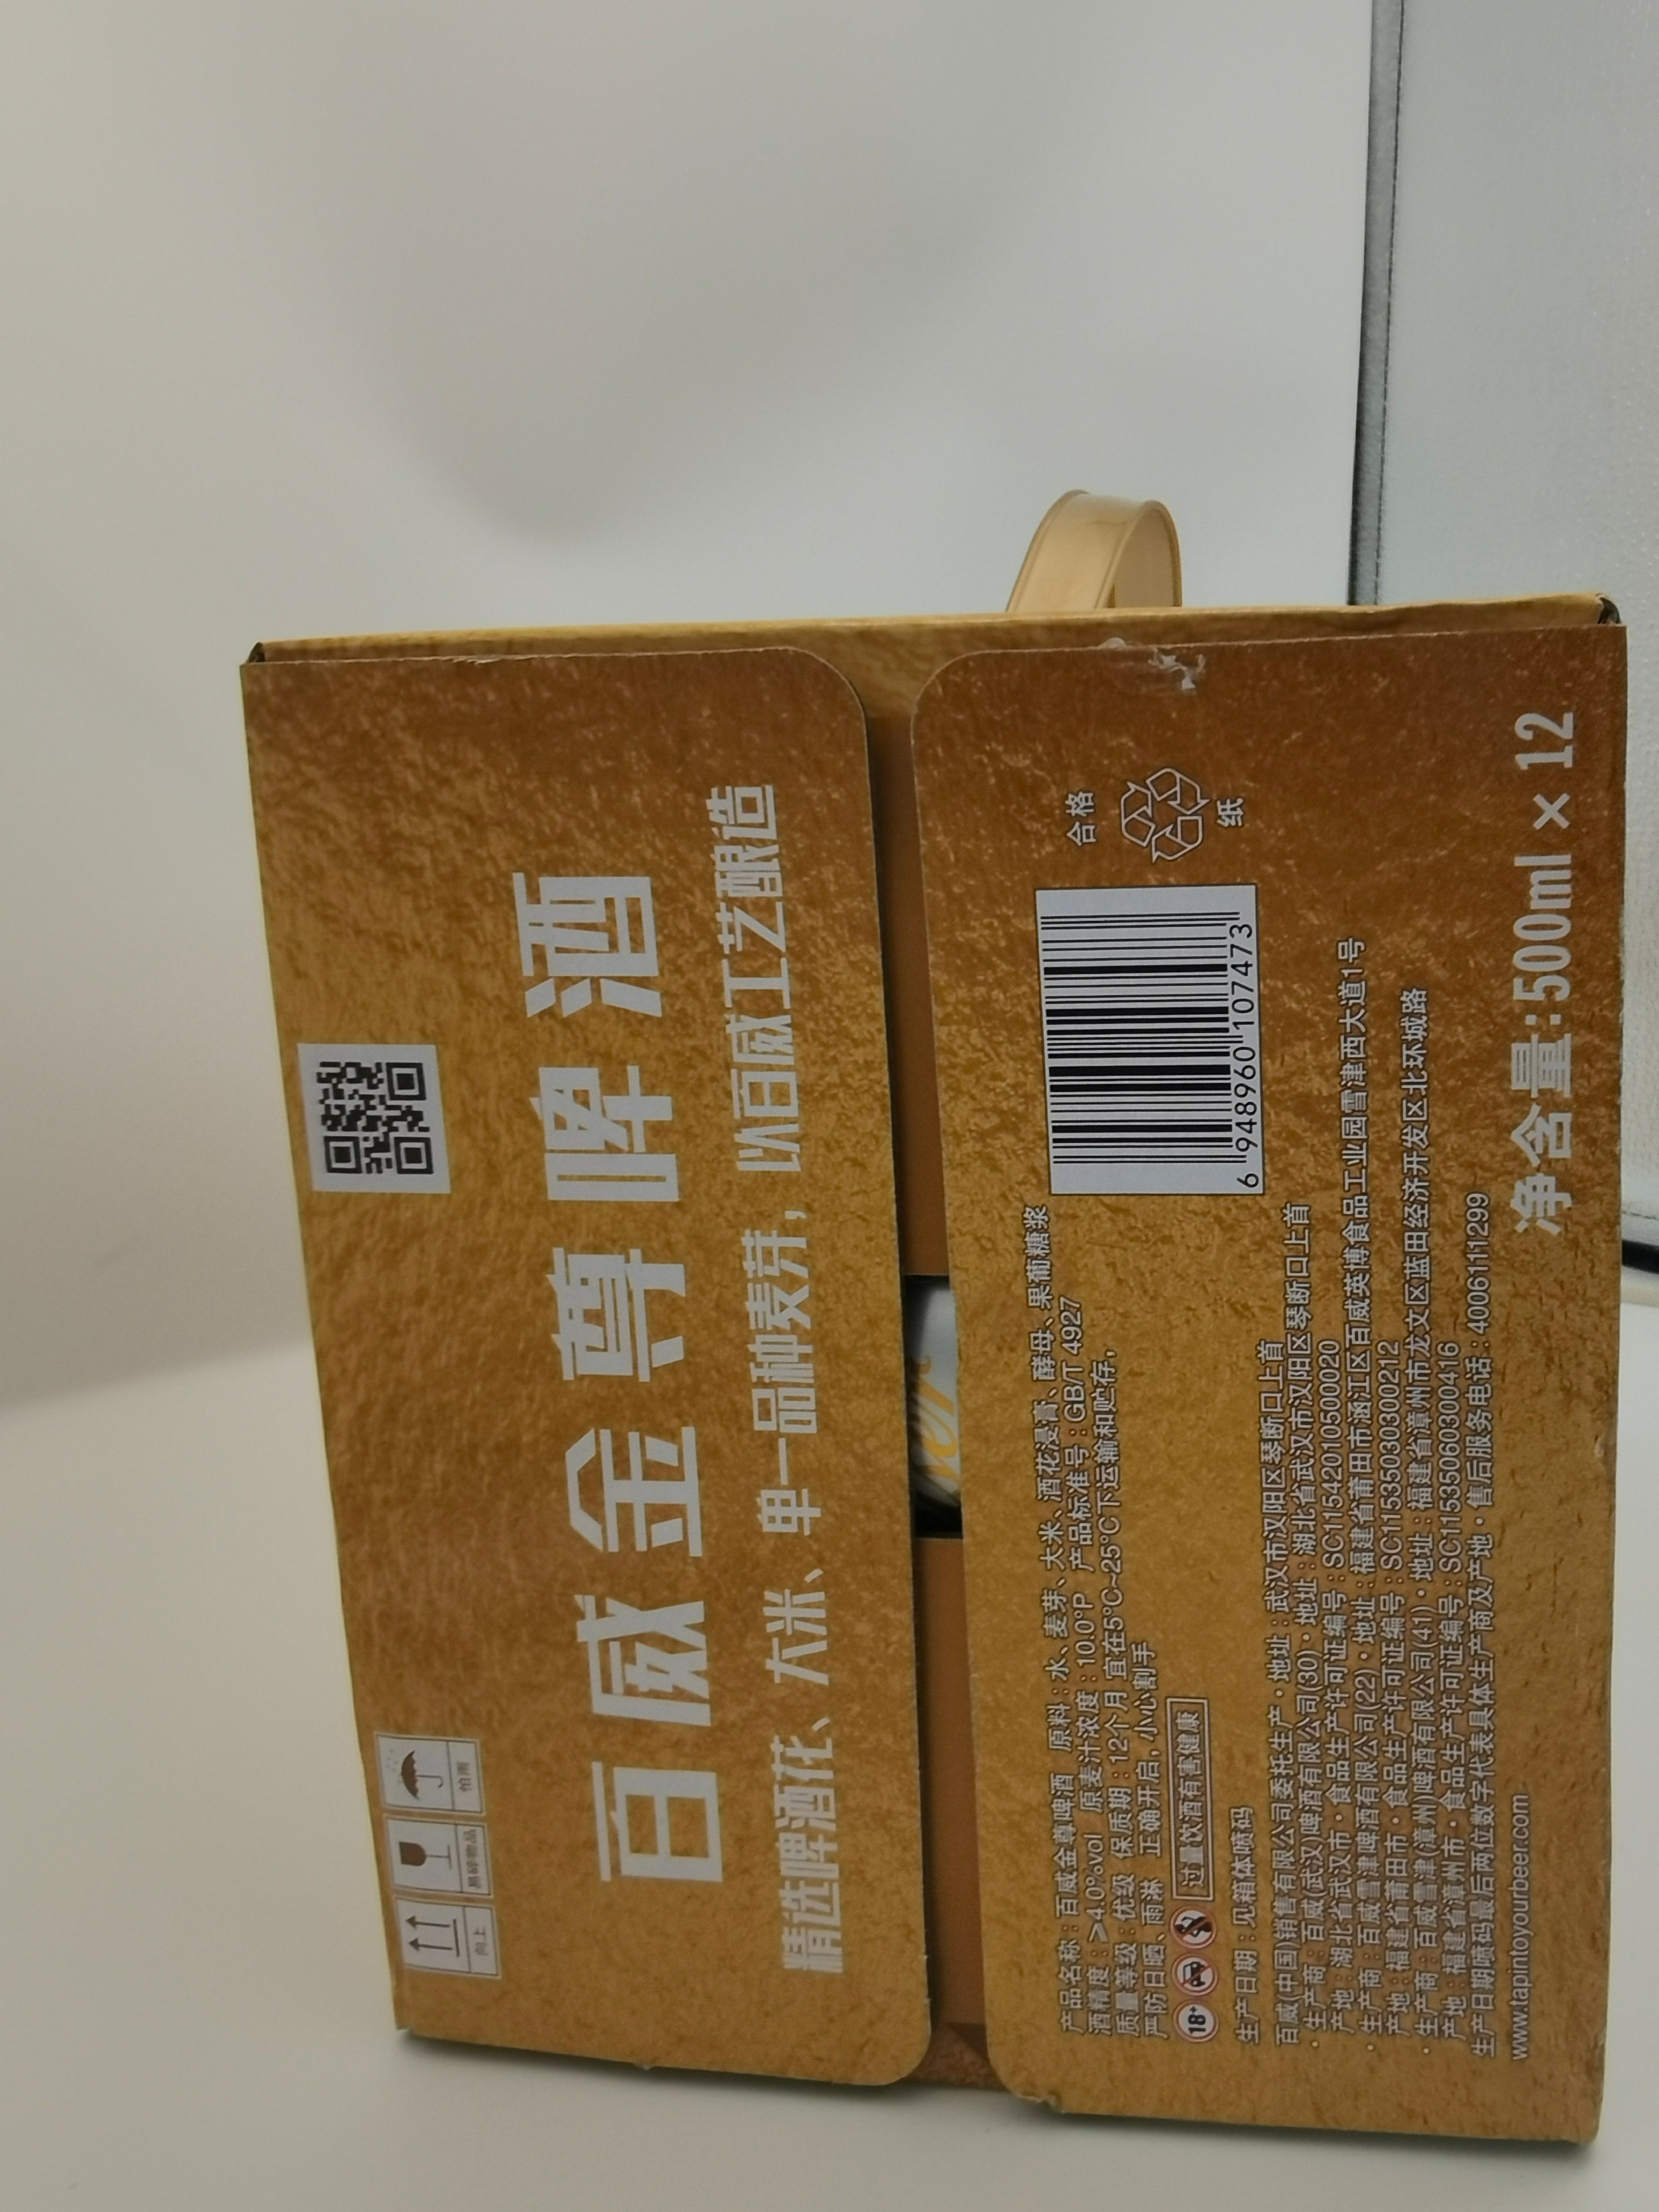 向上
易碎物品
怕雨
百威金尊啤酒
精选啤酒花、大米、单一品种麦芽，以百威工艺酿造
产品名称：百威金尊啤酒 原料：水、麦芽、大米、酒花浸膏、酵母、果葡糖浆
酒精度：≥4.0%vol 原麦汁浓度：10.0°P 产品标准号：GB/T 4927
质量等级：优级 保质期：12个月 宜在5°C~25°C下运输和贮存，
严防日晒、雨淋 正确开启，小心割手
18+ 过量饮酒有害健康
生产日期：见箱体喷码
百威(中国)销售有限公司委托生产·地址：武汉市汉阳区琴断口上首
·生产商：百威(武汉)啤酒有限公司(30)·地址：湖北省武汉市汉阳区琴断口上首
产地：湖北省武汉市·食品生产许可证编号：SC11542010500020
·生产商：百威雪津啤酒有限公司(22)·地址：福建省莆田市涵江区百威英博食品工业园雪津西大道1号
产地：福建省莆田市·食品生产许可证编号：SC11535030300212
·生产商：百威雪津(漳州)啤酒有限公司(41)·地址：福建省漳州市龙文区蓝田经济开发区北环城路
产地：福建省漳州市·食品生产许可证编号：SC11535060300416
生产日期喷码最后两位数字代表具体生产商及产地·售后服务电话：4006111299
www.tapintoyourbeer.com
6 948960 107473
合格
纸
净含量：500ml × 12